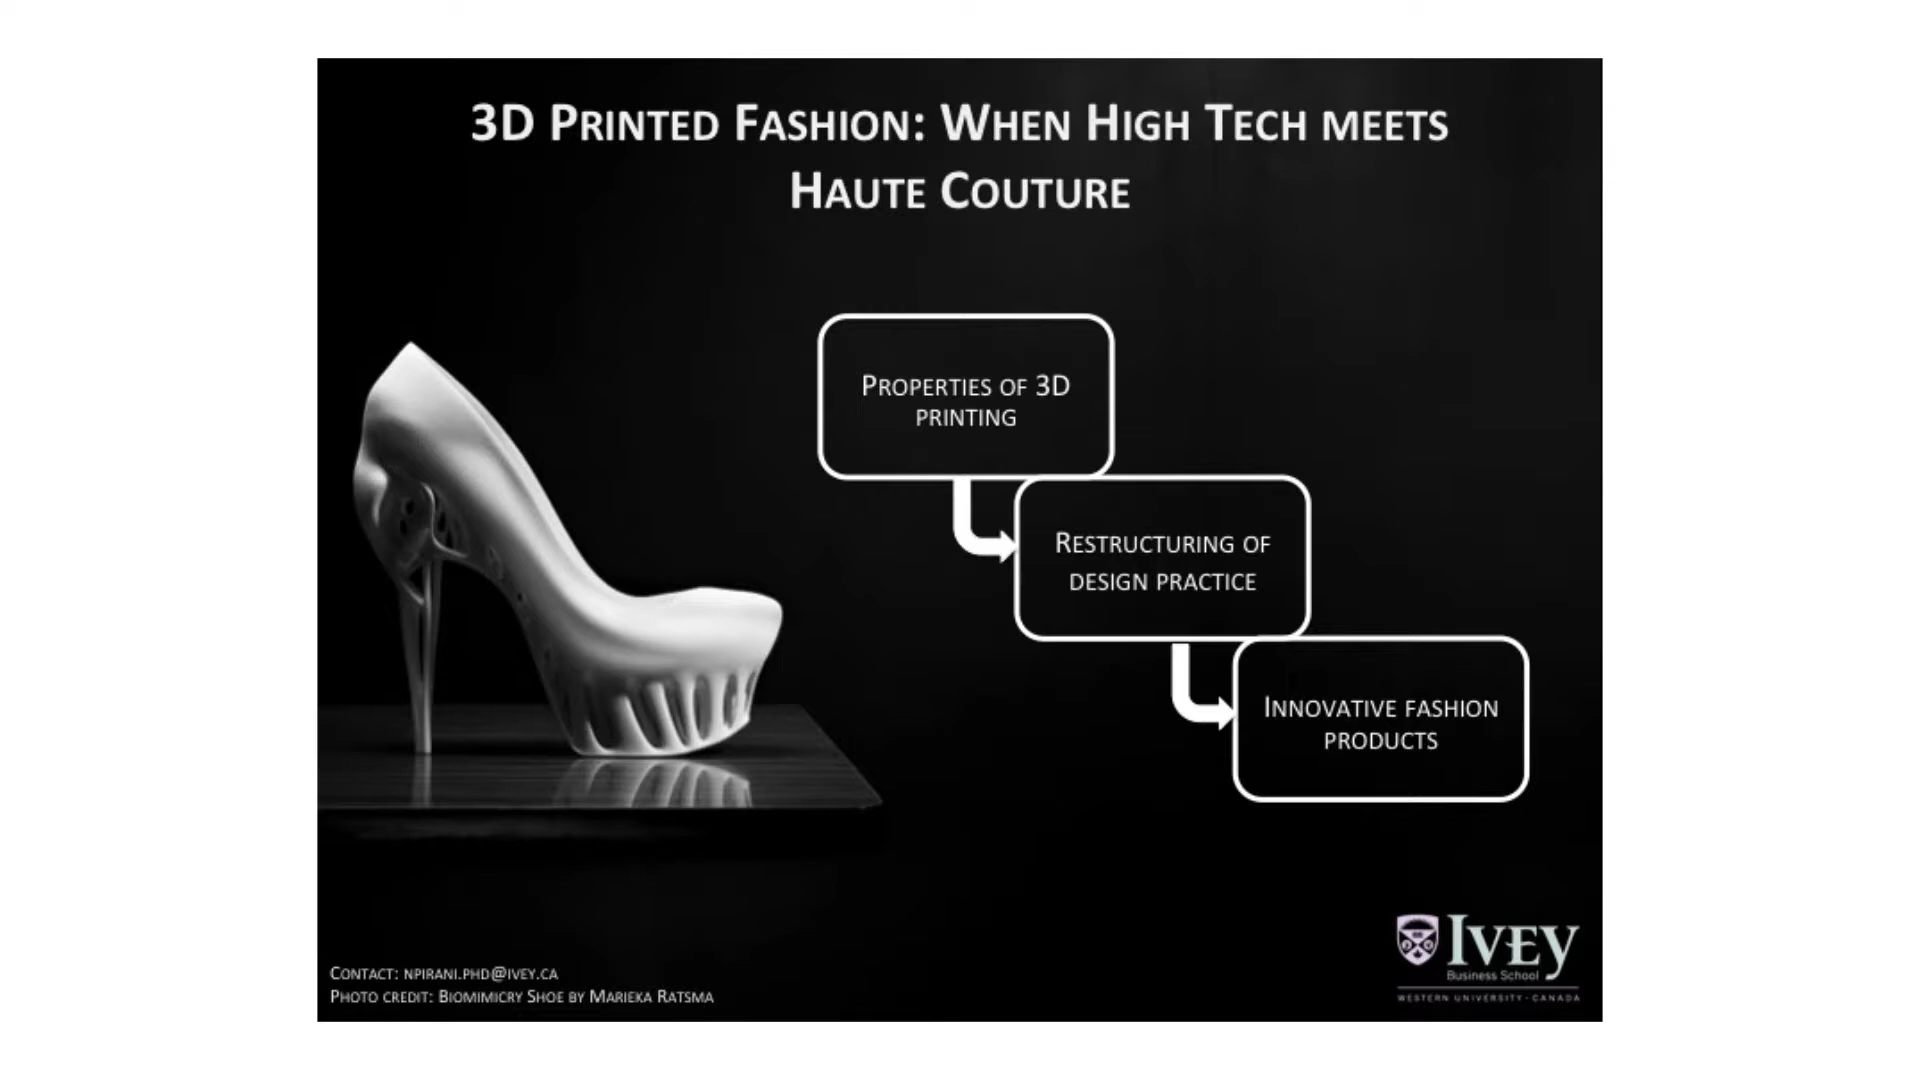 3D Printed Fashion: When High Tech meets
Haute Couture
Properties of 3D
printing
Restructuring of
design practice
Innovative fashion
products
Contact: npirani.phd@ivey.ca
Photo credit: Biomimicry Shoe by Marieka Ratsma
Ivey
Business School
Western University · Canada